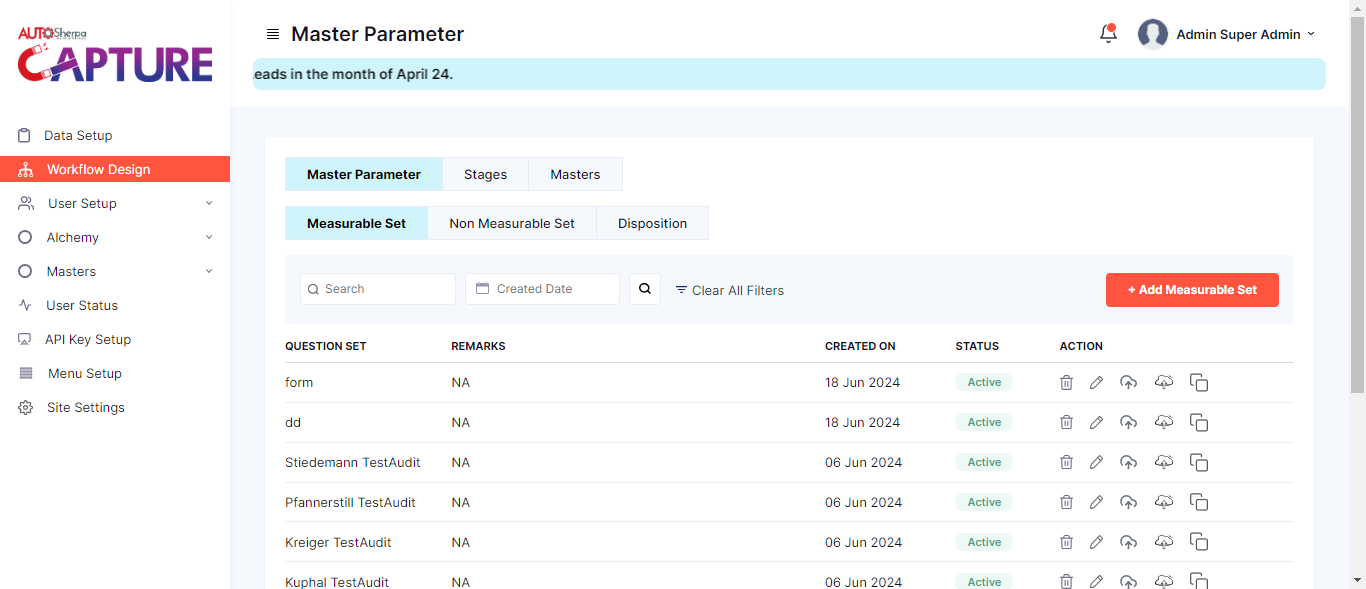 AUTOSherpa
CAPTURE
Master Parameter
Admin Super Admin
eads in the month of April 24.
Data Setup
Workflow Design
User Setup
Alchemy
Masters
User Status
API Key Setup
Menu Setup
Site Settings
Master Parameter Stages Masters
Measurable Set Non Measurable Set Disposition
Search Created Date Clear All Filters + Add Measurable Set
QUESTION SET REMARKS CREATED ON STATUS ACTION
form NA 18 Jun 2024 Active
dd NA 18 Jun 2024 Active
Stiedemann TestAudit NA 06 Jun 2024 Active
Pfannerstill TestAudit NA 06 Jun 2024 Active
Kreiger TestAudit NA 06 Jun 2024 Active
Kuphal TestAudit NA 06 Jun 2024 Active